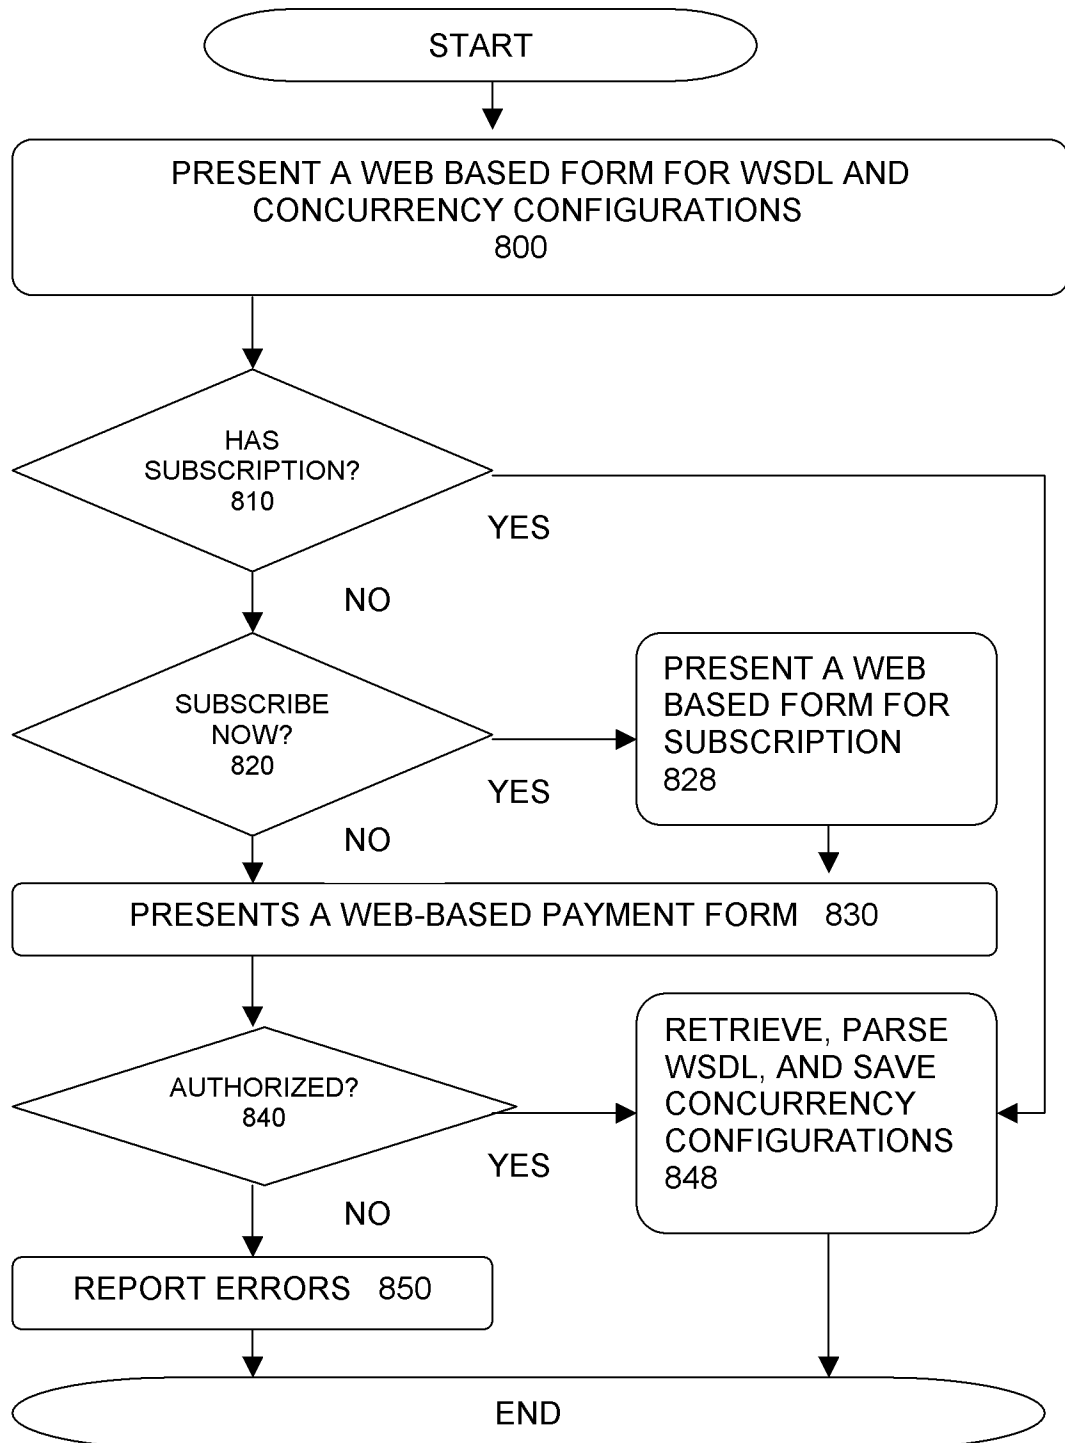 START
PRESENT A WEB BASED FORM FOR WSDL AND
CONCURRENCY CONFIGURATIONS
800
HAS
SUBSCRIPTION?
810
YES
NO
SUBSCRIBE
NOW?
820
YES
NO
PRESENT A WEB
BASED FORM FOR
SUBSCRIPTION
828
PRESENTS A WEB-BASED PAYMENT FORM 830
AUTHORIZED?
840
YES
NO
RETRIEVE, PARSE
WSDL, AND SAVE
CONCURRENCY
CONFIGURATIONS
848
REPORT ERRORS 850
END